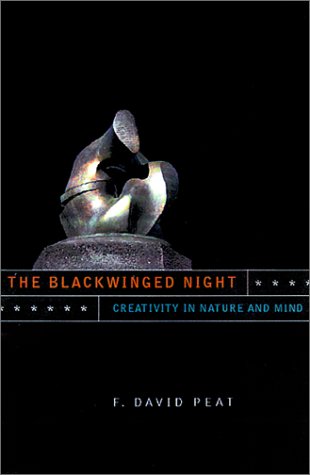 THE BLACKWINGED NIGHT * * * *
* * * * * * CREATIVITY IN NATURE AND MIND
F. DAVID PEAT